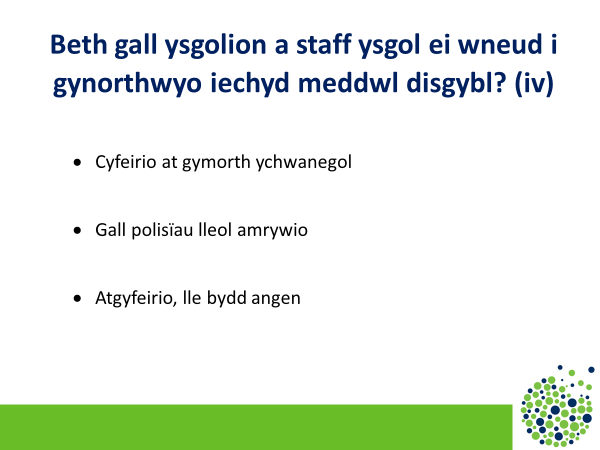 Beth gall ysgolion a staff ysgol ei wneud i
gynorthwyo iechyd meddwl disgybl? (iv)
• Cyfeirio at gymorth ychwanegol
• Gall polisïau lleol amrywio
• Atgyfeirio, lle bydd angen